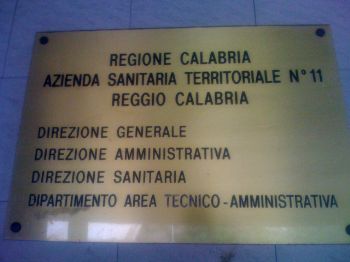 REGIONE CALABRIA
AZIENDA SANITARIA TERRITORIALE N° 11
REGGIO CALABRIA
DIREZIONE GENERALE
DIREZIONE AMMINISTRATIVA
DIREZIONE SANITARIA
DIPARTIMENTO AREA TECNICO-AMMINISTRATIVA